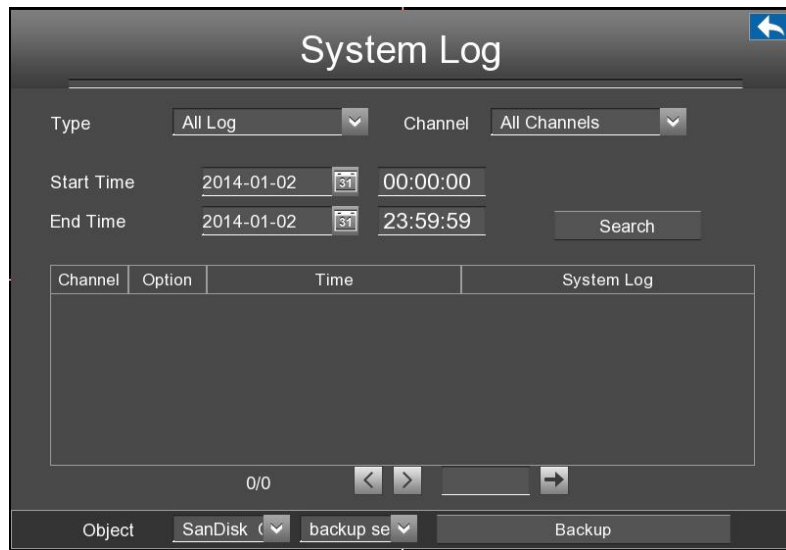 System Log
Type All Log Channel All Channels
Start Time 2014-01-02 31 00:00:00
End Time 2014-01-02 31 23:59:59 Search
Channel Option Time System Log
0/0
Object SanDisk backup se Backup